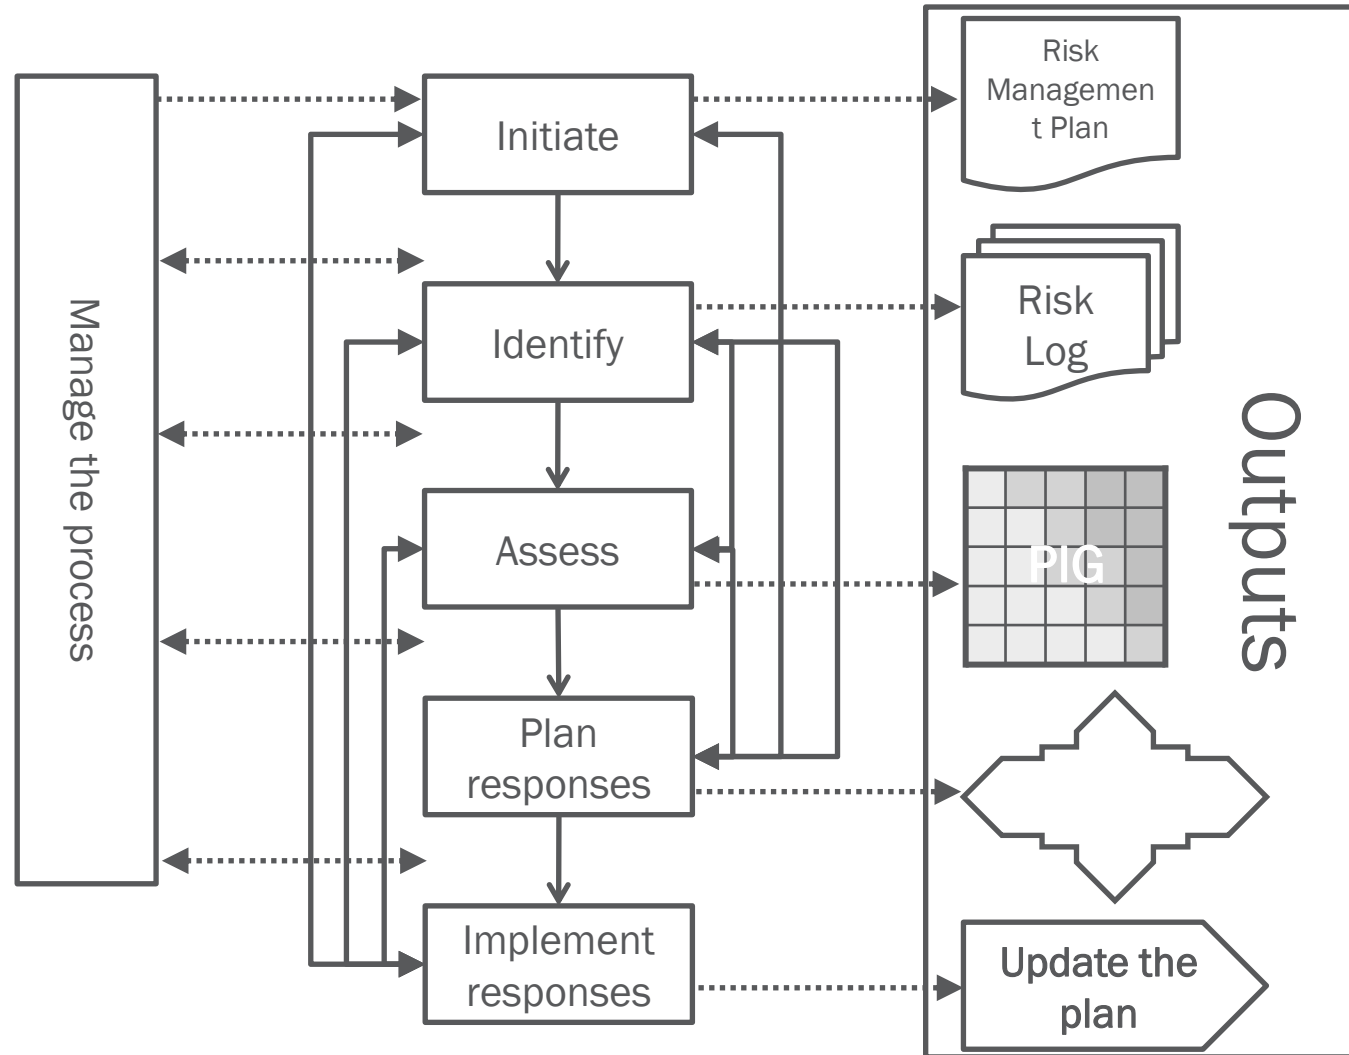 Manage the process
Initiate
Identify
Assess
Plan
responses
Implement
responses
Risk
Managemen
t Plan
Risk
Log
PIG
Update the
plan
Outputs